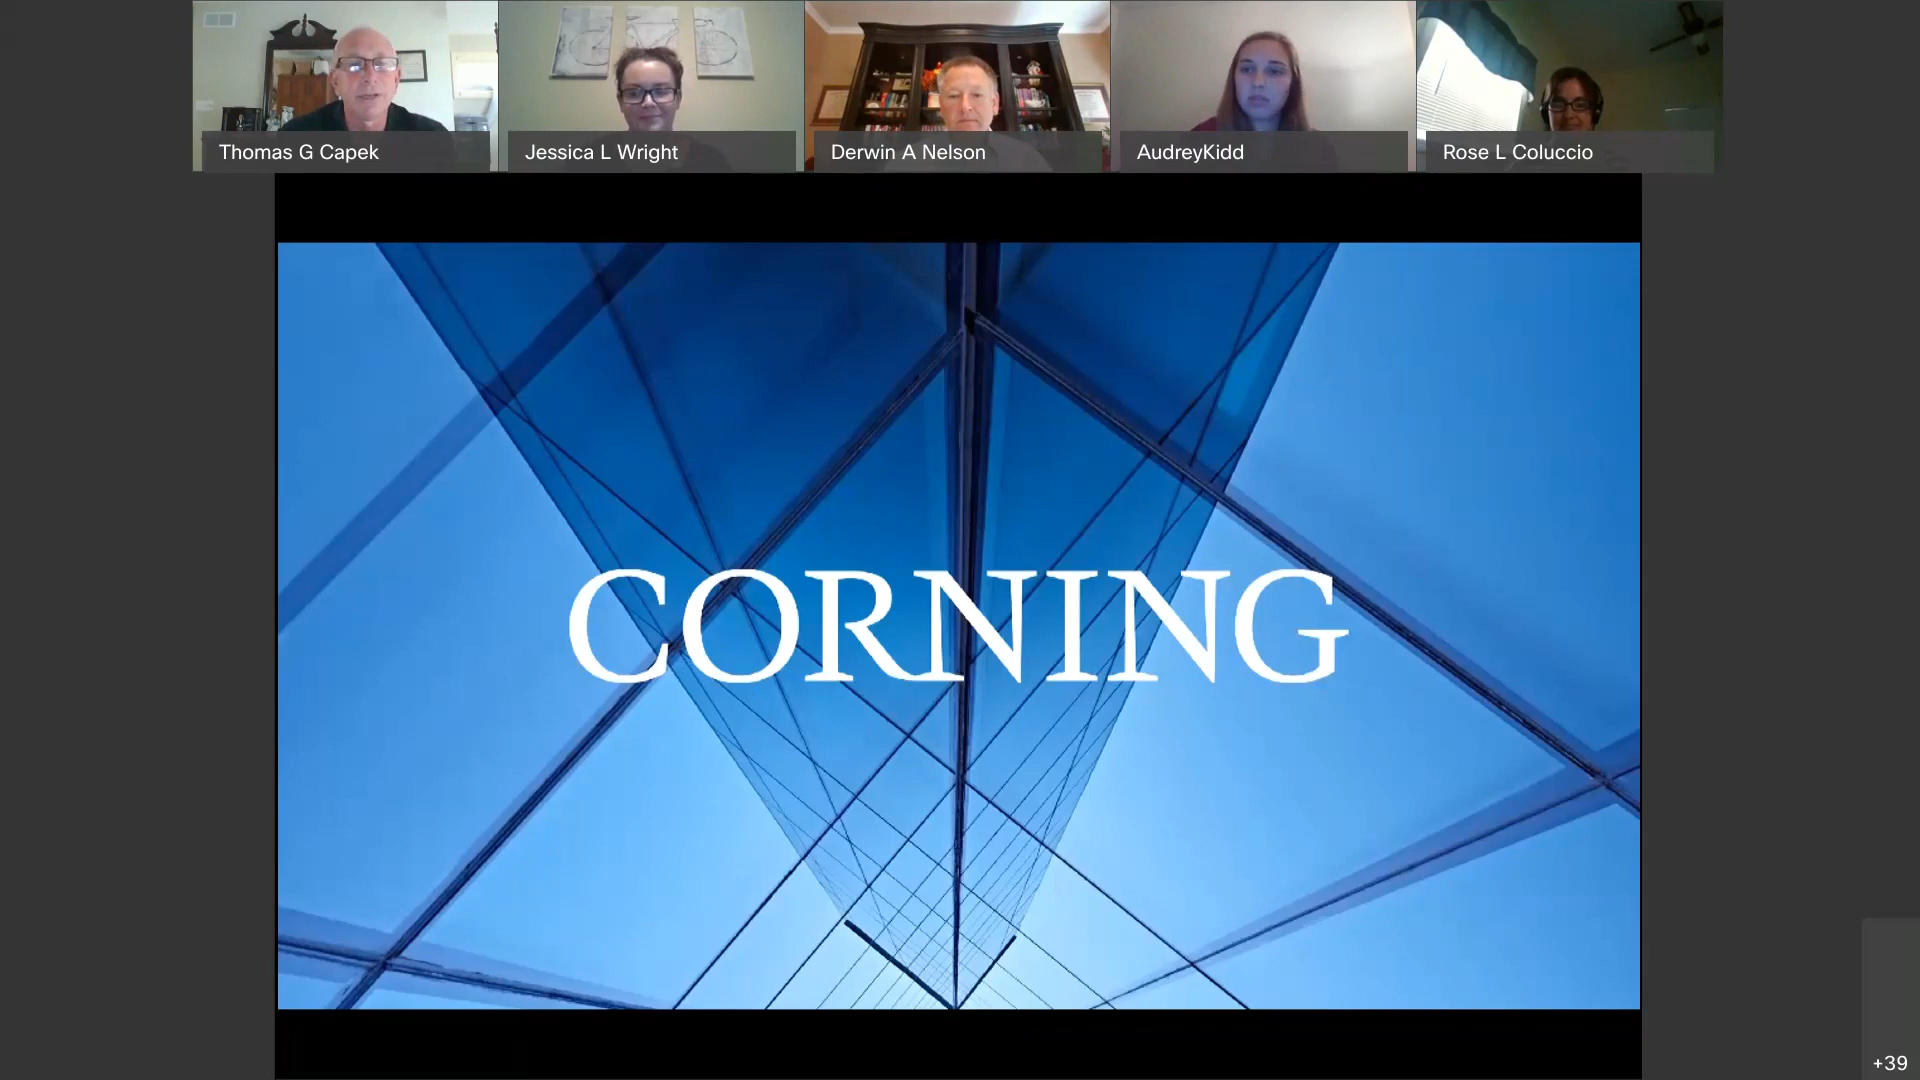 Thomas G Capek
Jessica L Wright
Derwin A Nelson
AudreyKidd
Rose L Coluccio
CORNING
+39